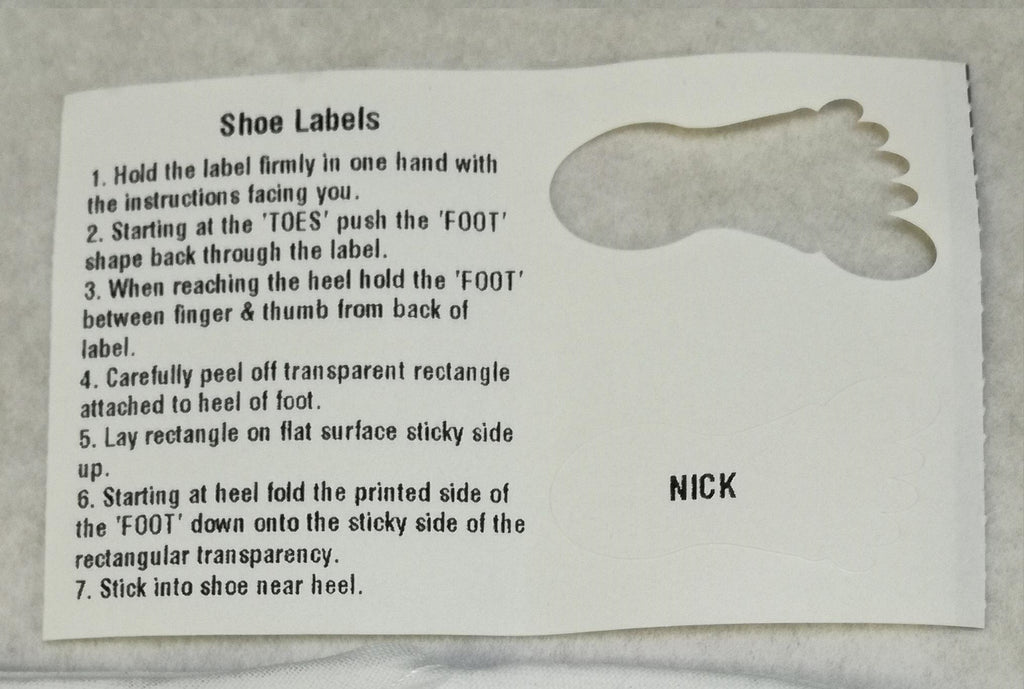 Shoe Labels
1. Hold the label firmly in one hand with
the instructions facing you.
2. Starting at the 'TOES' push the 'FOOT'
shape back through the label.
3. When reaching the heel hold the 'FOOT'
between finger & thumb from back of
label.
4. Carefully peel off transparent rectangle
attached to heel of foot.
5. Lay rectangle on flat surface sticky side
up.
6. Starting at heel fold the printed side of
the 'FOOT' down onto the sticky side of the
rectangular transparency.
7. Stick into shoe near heel.
NICK